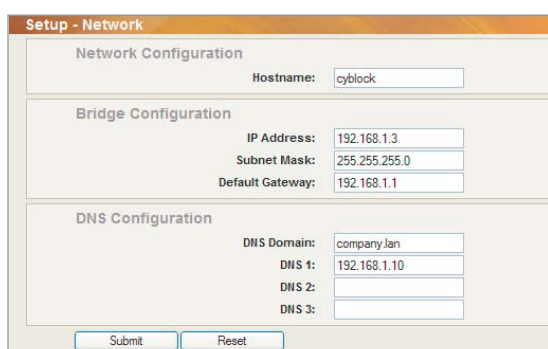 Setup - Network
Network Configuration
Hostname: cyblock
Bridge Configuration
IP Address: 192.168.1.3
Subnet Mask: 255.255.255.0
Default Gateway: 192.168.1.1
DNS Configuration
DNS Domain: company.lan
DNS 1: 192.168.1.10
DNS 2:
DNS 3:
Submit Reset